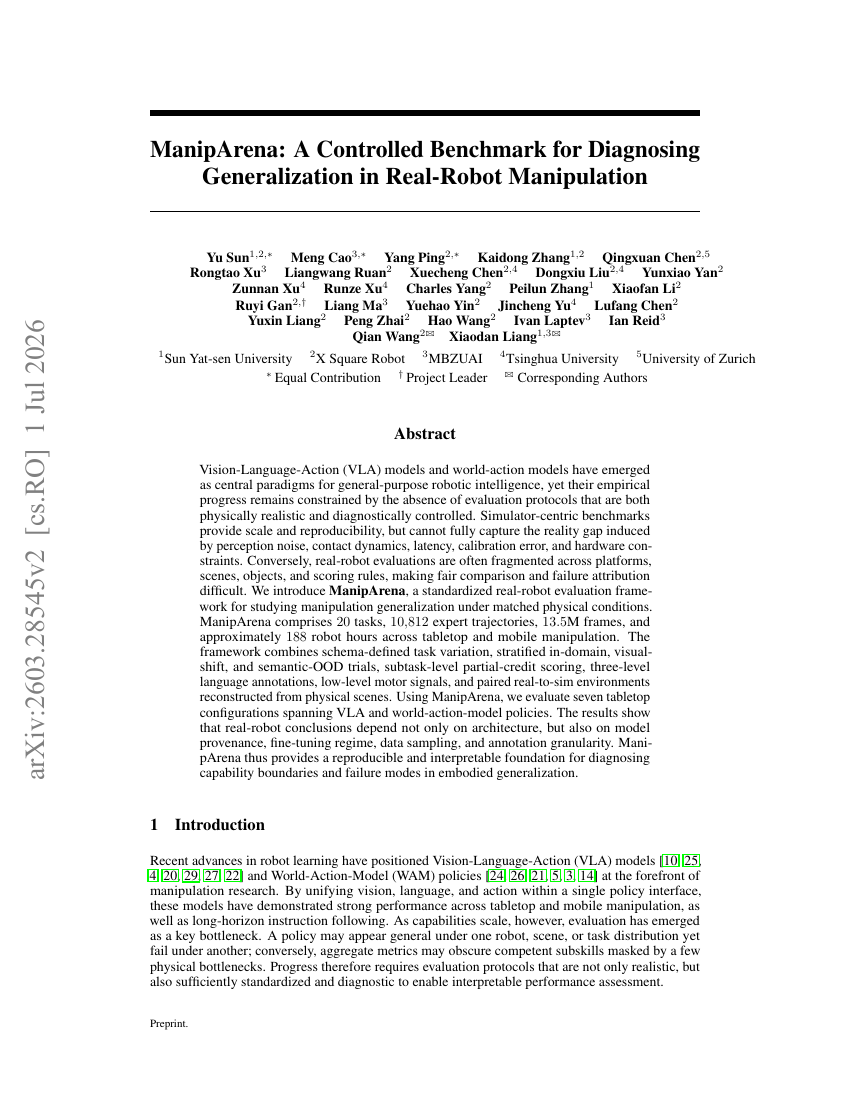 arXiv:2603.28545v2 [cs.RO] 1 Jul 2026
ManipArena: A Controlled Benchmark for Diagnosing
Generalization in Real-Robot Manipulation
Yu Sun1,2,∗ Meng Cao3,∗ Yang Ping2,∗ Kaidong Zhang1,2 Qingxuan Chen2,5
Rongtao Xu3 Liangwang Ruan2 Xuecheng Chen2,4 Dongxiu Liu2,4 Yunxiao Yan2
Zunnan Xu4 Runze Xu4 Charles Yang2 Peilun Zhang1 Xiaofan Li2
Ruyi Gan2,† Liang Ma3 Yuehao Yin2 Jincheng Yu4 Lufang Chen2
Yuxin Liang2 Peng Zhai2 Hao Wang2 Ivan Laptev3 Ian Reid3
Qian Wang2✉ Xiaodan Liang1,3✉
1Sun Yat-sen University 2X Square Robot 3MBZUAI 4Tsinghua University 5University of Zurich
∗ Equal Contribution † Project Leader ✉ Corresponding Authors
Abstract
Vision-Language-Action (VLA) models and world-action models have emerged
as central paradigms for general-purpose robotic intelligence, yet their empirical
progress remains constrained by the absence of evaluation protocols that are both
physically realistic and diagnostically controlled. Simulator-centric benchmarks
provide scale and reproducibility, but cannot fully capture the reality gap induced
by perception noise, contact dynamics, latency, calibration error, and hardware con-
straints. Conversely, real-robot evaluations are often fragmented across platforms,
scenes, objects, and scoring rules, making fair comparison and failure attribution
difficult. We introduce ManipArena, a standardized real-robot evaluation frame-
work for studying manipulation generalization under matched physical conditions.
ManipArena comprises 20 tasks, 10,812 expert trajectories, 13.5M frames, and
approximately 188 robot hours across tabletop and mobile manipulation. The
framework combines schema-defined task variation, stratified in-domain, visual-
shift, and semantic-OOD trials, subtask-level partial-credit scoring, three-level
language annotations, low-level motor signals, and paired real-to-sim environments
reconstructed from physical scenes. Using ManipArena, we evaluate seven tabletop
configurations spanning VLA and world-action-model policies. The results show
that real-robot conclusions depend not only on architecture, but also on model
provenance, fine-tuning regime, data sampling, and annotation granularity. Mani-
pArena thus provides a reproducible and interpretable foundation for diagnosing
capability boundaries and failure modes in embodied generalization.
1 Introduction
Recent advances in robot learning have positioned Vision-Language-Action (VLA) models [10, 25,
4, 20, 29, 27, 22] and World-Action-Model (WAM) policies [24, 26, 21, 5, 3, 14] at the forefront of
manipulation research. By unifying vision, language, and action within a single policy interface,
these models have demonstrated strong performance across tabletop and mobile manipulation, as
well as long-horizon instruction following. As capabilities scale, however, evaluation has emerged
as a key bottleneck. A policy may appear general under one robot, scene, or task distribution yet
fail under another; conversely, aggregate metrics may obscure competent subskills masked by a few
physical bottlenecks. Progress therefore requires evaluation protocols that are not only realistic, but
also sufficiently standardized and diagnostic to enable interpretable performance assessment.
Preprint.